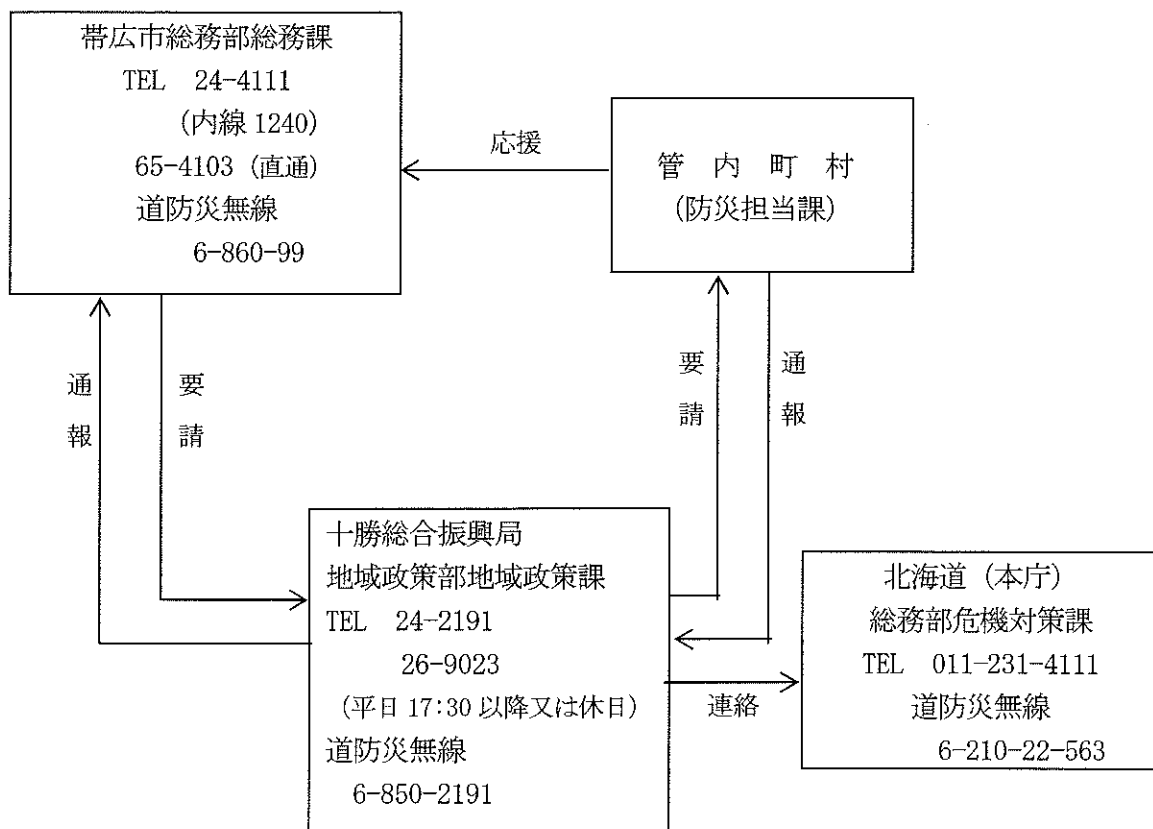 帯広市総務部総務課
TEL 24-4111
(内線 1240)
65-4103 (直通)
道防災無線
6-860-99
応援
管内町村
(防災担当課)
通報
要請
要請
通報
十勝総合振興局
地域政策部地域政策課
TEL 24-2191
26-9023
(平日 17:30 以降又は休日)
道防災無線
6-850-2191
連絡
北海道（本庁）
総務部危機対策課
TEL 011-231-4111
道防災無線
6-210-22-563